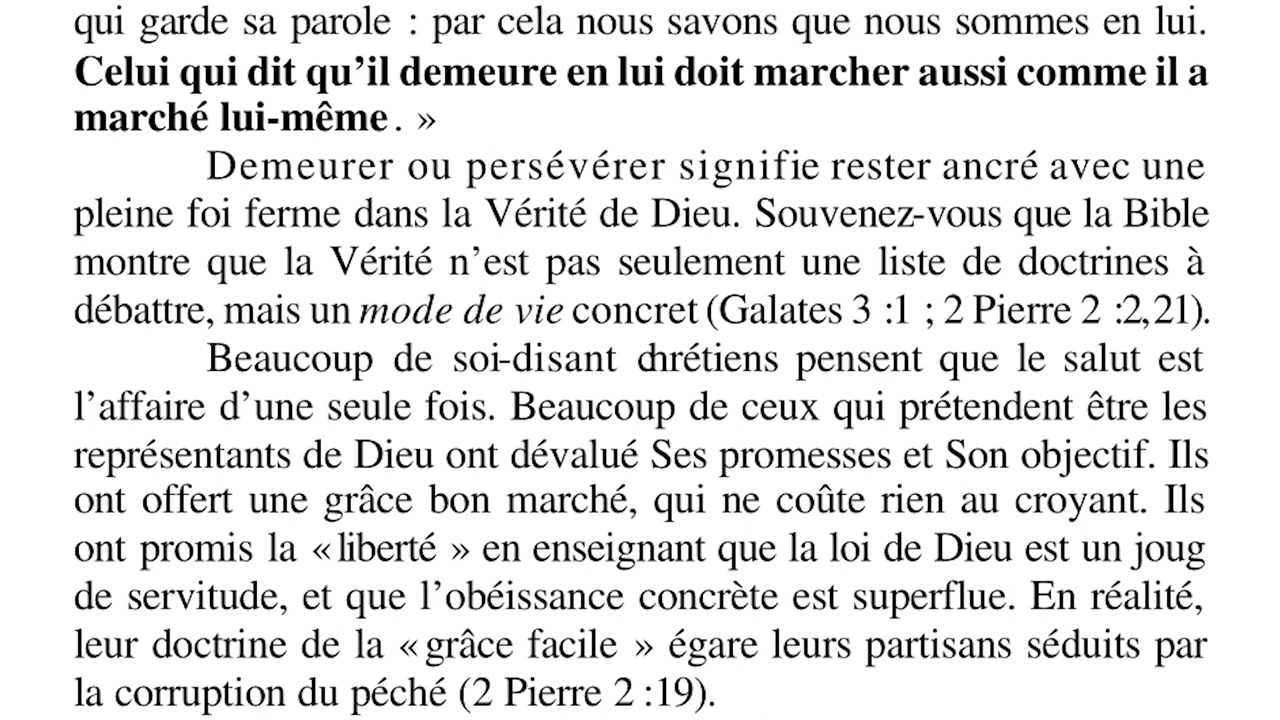 qui garde sa parole : par cela nous savons que nous sommes en lui.
Celui qui dit qu’il demeure en lui doit marcher aussi comme il a
marché lui-même. »
Demeurer ou persévérer signifie rester ancré avec une
pleine foi ferme dans la Vérité de Dieu. Souvenez-vous que la Bible
montre que la Vérité n’est pas seulement une liste de doctrines à
débattre, mais un mode de vie concret (Galates 3 :1 ; 2 Pierre 2 :2,21).
Beaucoup de soi-disant chrétiens pensent que le salut est
l’affaire d’une seule fois. Beaucoup de ceux qui prétendent être les
représentants de Dieu ont dévalué Ses promesses et Son objectif. Ils
ont offert une grâce bon marché, qui ne coûte rien au croyant. Ils
ont promis la « liberté » en enseignant que la loi de Dieu est un joug
de servitude, et que l’obéissance concrète est superflue. En réalité,
leur doctrine de la « grâce facile » égare leurs partisans séduits par
la corruption du péché (2 Pierre 2 :19).